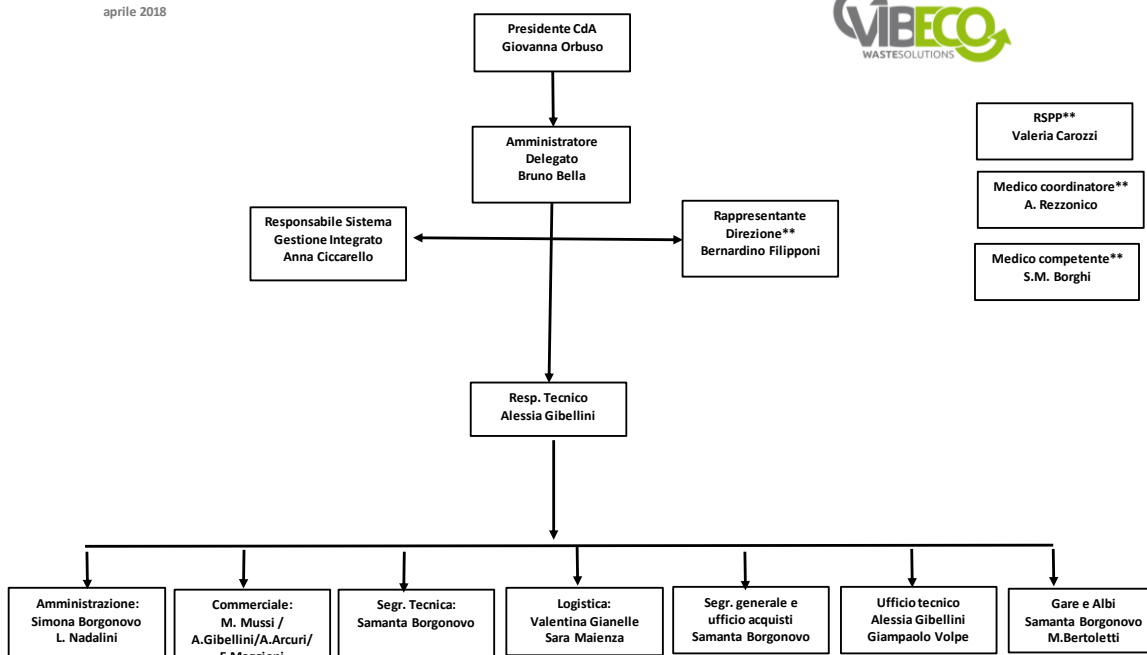 aprile 2018
VIBECO
WASTESOLUTIONS
Presidente CdA
Giovanna Orbuso
Amministratore
Delegato
Bruno Bella
RSPP**
Valeria Carozzi
Medico coordinatore**
A. Rezzonico
Medico competente**
S.M. Borghi
Responsabile Sistema
Gestione Integrato
Anna Ciccarello
Rappresentante
Direzione**
Bernardino Filipponi
Resp. Tecnico
Alessia Gibellini
Amministrazione:
Simona Borgonovo
L. Nadalini
Commerciale:
M. Mussi /
A.Gibellini/A.Arcuri/
Segr. Tecnica:
Samanta Borgonovo
Logistica:
Valentina Gianelle
Sara Maienza
Segr. generale e
ufficio acquisti
Samanta Borgonovo
Ufficio tecnico
Alessia Gibellini
Giampaolo Volpe
Gare e Albi
Samanta Borgonovo
M.Bertoletti